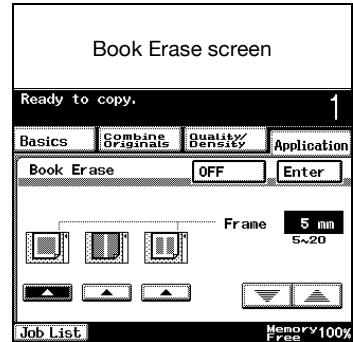 Book Erase screen
Ready to copy.
1
Basics
Combine
Originals
Quality/
Density
Application
Book Erase
OFF
Enter
Frame
5 mm
5~20
Job List
Memory
Free
100%